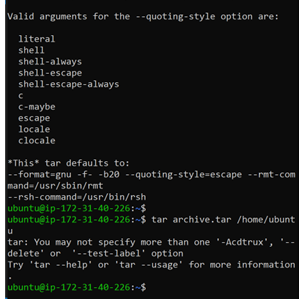 Valid arguments for the --quoting-style option are:
literal
shell
shell-always
shell-escape
shell-escape-always
c
c-maybe
escape
locale
clocale
*This* tar defaults to:
--format=gnu -f- -b20 --quoting-style=escape --rmt-com
mand=/usr/sbin/rmt
--rsh-command=/usr/bin/rsh
ubuntu@ip-172-31-40-226:~$
ubuntu@ip-172-31-40-226:~$ tar archive.tar /home/ubunt
u
tar: You may not specify more than one '-Acdtrux', '--
delete' or  '--test-label' option
Try 'tar --help' or 'tar --usage' for more information
.
ubuntu@ip-172-31-40-226:~$